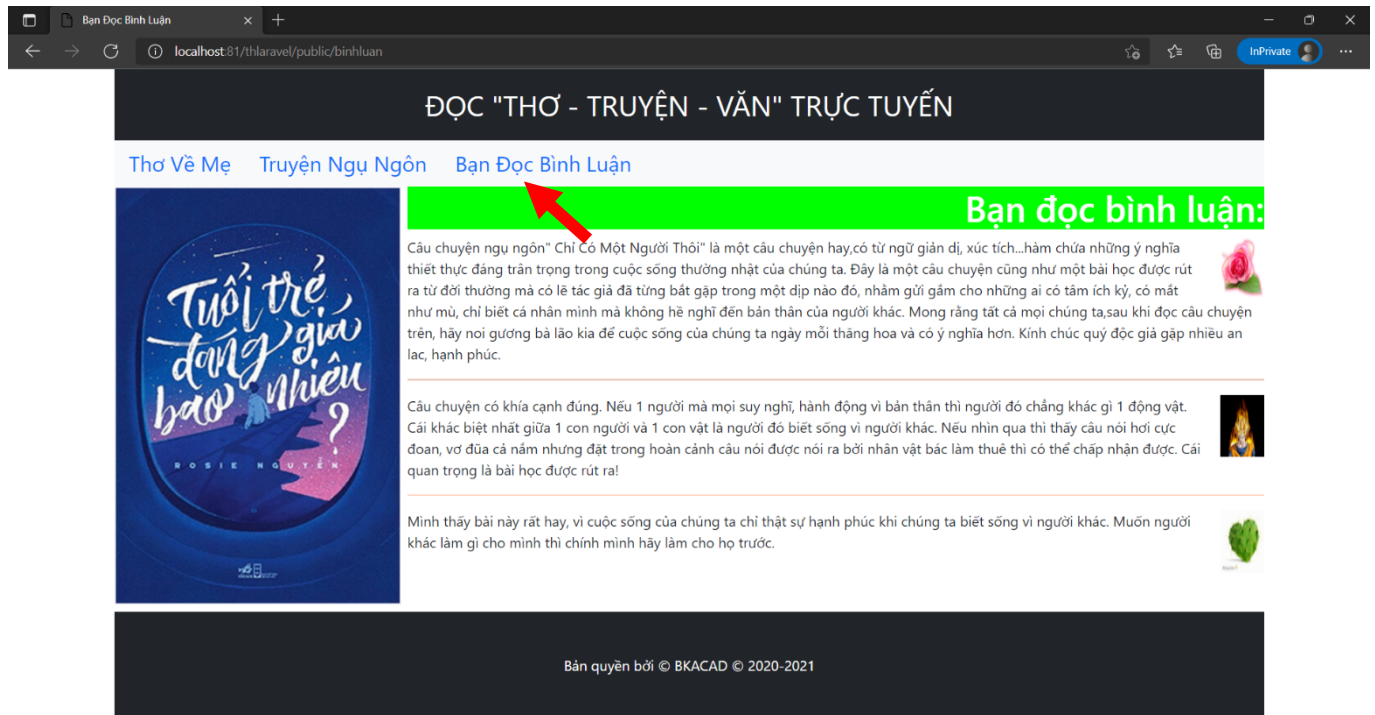 Bạn Đọc Bình Luận
localhost:81/thlaravel/public/binhluan
InPrivate
ĐỌC "THƠ - TRUYỆN - VĂN" TRỰC TUYẾN
Thơ Về Mẹ Truyện Ngụ Ngôn Bạn Đọc Bình Luận
Tuổi trẻ
đáng giá
bao nhiêu
?
ROSIE NGUYỄN
Bạn đọc bình luận:
Câu chuyện ngụ ngôn" Chỉ Có Một Người Thôi" là một câu chuyện hay,có từ ngữ giản dị, xúc tích...hàm chứa những ý nghĩa
thiết thực đáng trân trọng trong cuộc sống thường nhật của chúng ta. Đây là một câu chuyện cũng như một bài học được rút
ra từ đời thường mà có lẽ tác giả đã từng bắt gặp trong một dịp nào đó, nhằm gửi gắm cho những ai có tâm ích kỷ, có mắt
như mù, chỉ biết cá nhân mình mà không hề nghĩ đến bản thân của người khác. Mong rằng tất cả mọi chúng ta,sau khi đọc câu chuyện
trên, hãy noi gương bà lão kia để cuộc sống của chúng ta ngày mỗi thăng hoa và có ý nghĩa hơn. Kính chúc quý độc giả gặp nhiều an
lac, hạnh phúc.
Câu chuyện có khía cạnh đúng. Nếu 1 người mà mọi suy nghĩ, hành động vì bản thân thì người đó chẳng khác gì 1 động vật.
Cái khác biệt nhất giữa 1 con người và 1 con vật là người đó biết sống vì người khác. Nếu nhìn qua thì thấy câu nói hơi cực
đoan, vơ đũa cả nắm nhưng đặt trong hoàn cảnh câu nói được nói ra bởi nhân vật bác làm thuê thì có thể chấp nhận được. Cái
quan trọng là bài học được rút ra!
Mình thấy bài này rất hay, vì cuộc sống của chúng ta chỉ thật sự hạnh phúc khi chúng ta biết sống vì người khác. Muốn người
khác làm gì cho mình thì chính mình hãy làm cho họ trước.
Bản quyền bởi © BKACAD © 2020-2021